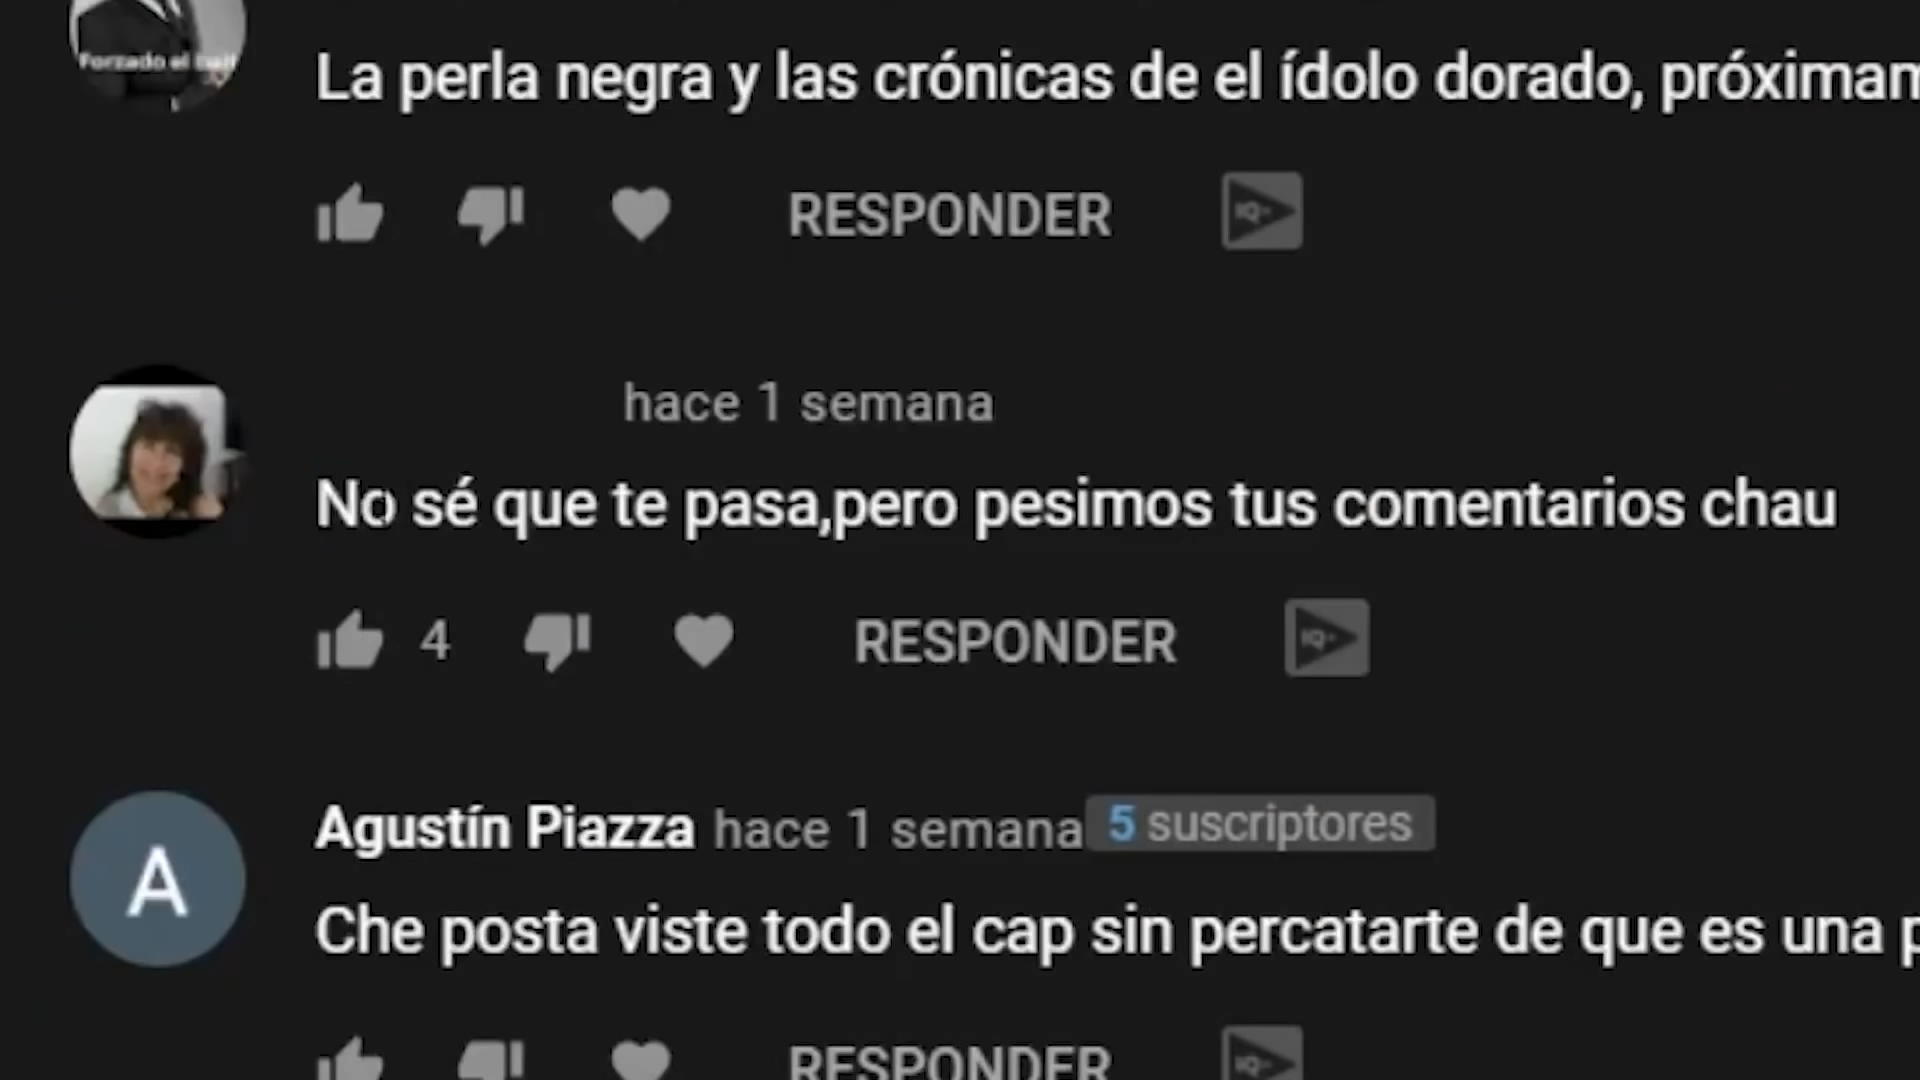 Forzado el
La perla negra y las crónicas de el ídolo dorado,
RESPONDER
hace 1 semana
No sé que te pasa,pero pesimos tus comentarios chau
4 RESPONDER
Agustín Piazza hace 1 semana 5 suscriptores
A
Che posta viste todo el cap sin percatarte de que es una
RESPONDER